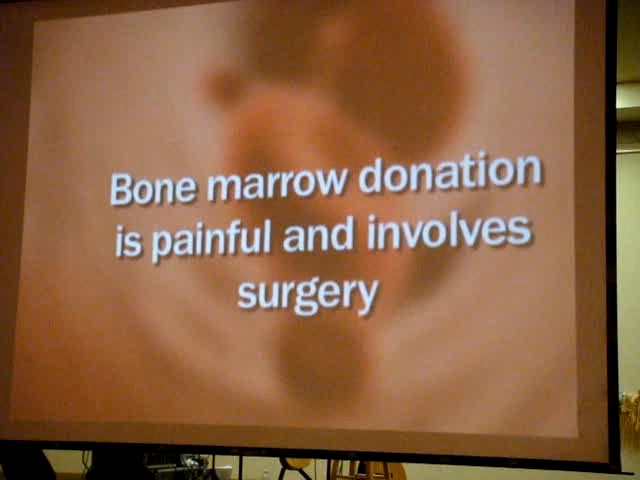 Bone marrow donation
is painful and involves
surgery